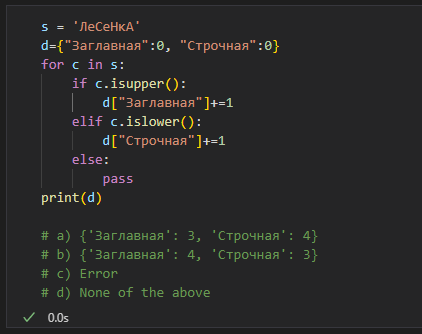 s = 'ЛеСеНкА'
d={"Заглавная":0, "Строчная":0}
for c in s:
    if c.isupper():
        d["Заглавная"]+=1
    elif c.islower():
        d["Строчная"]+=1
    else:
        pass
print(d)
# a) {'Заглавная': 3, 'Строчная': 4}
# b) {'Заглавная': 4, 'Строчная': 3}
# c) Error
# d) None of the above
0.0s